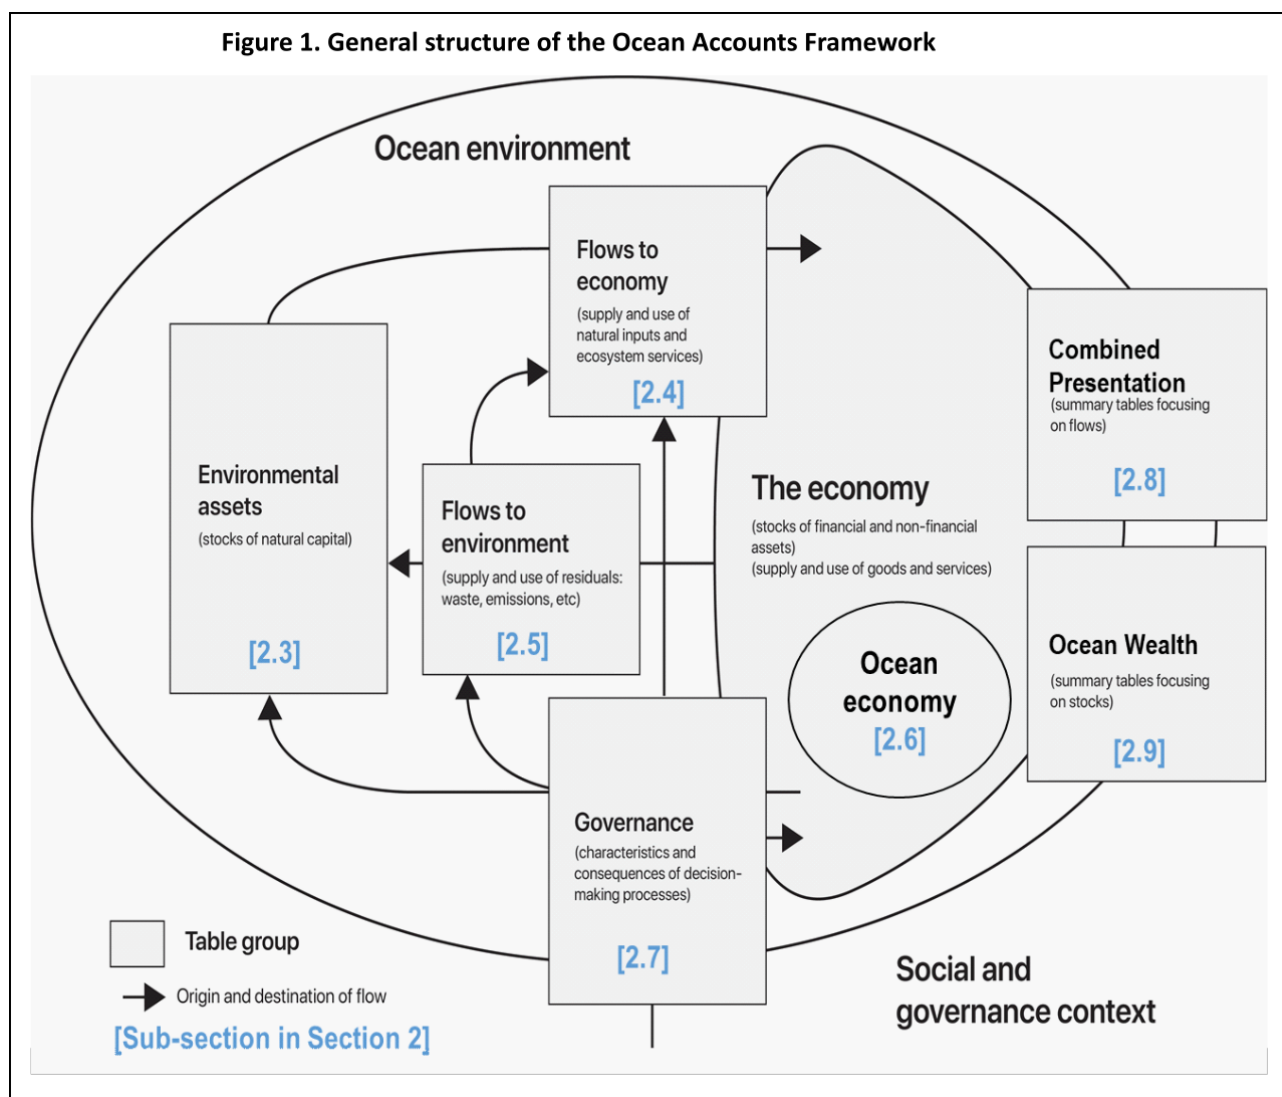 Figure 1. General structure of the Ocean Accounts Framework
Ocean environment
Flows to
economy
(supply and use of
natural inputs and
ecosystem services)
[2.4]
Combined
Presentation
(summary tables focusing
on flows)
[2.8]
Environmental
assets
(stocks of natural capital)
[2.3]
Flows to
environment
(supply and use of residuals:
waste, emissions, etc)
[2.5]
The economy
(stocks of financial and non-financial
assets)
(supply and use of goods and services)
Ocean
economy
[2.6]
Ocean Wealth
(summary tables focusing
on stocks)
[2.9]
Governance
(characteristics and
consequences of decision-
making processes)
[2.7]
Table group
Origin and destination of flow
[Sub-section in Section 2]
Social and
governance context